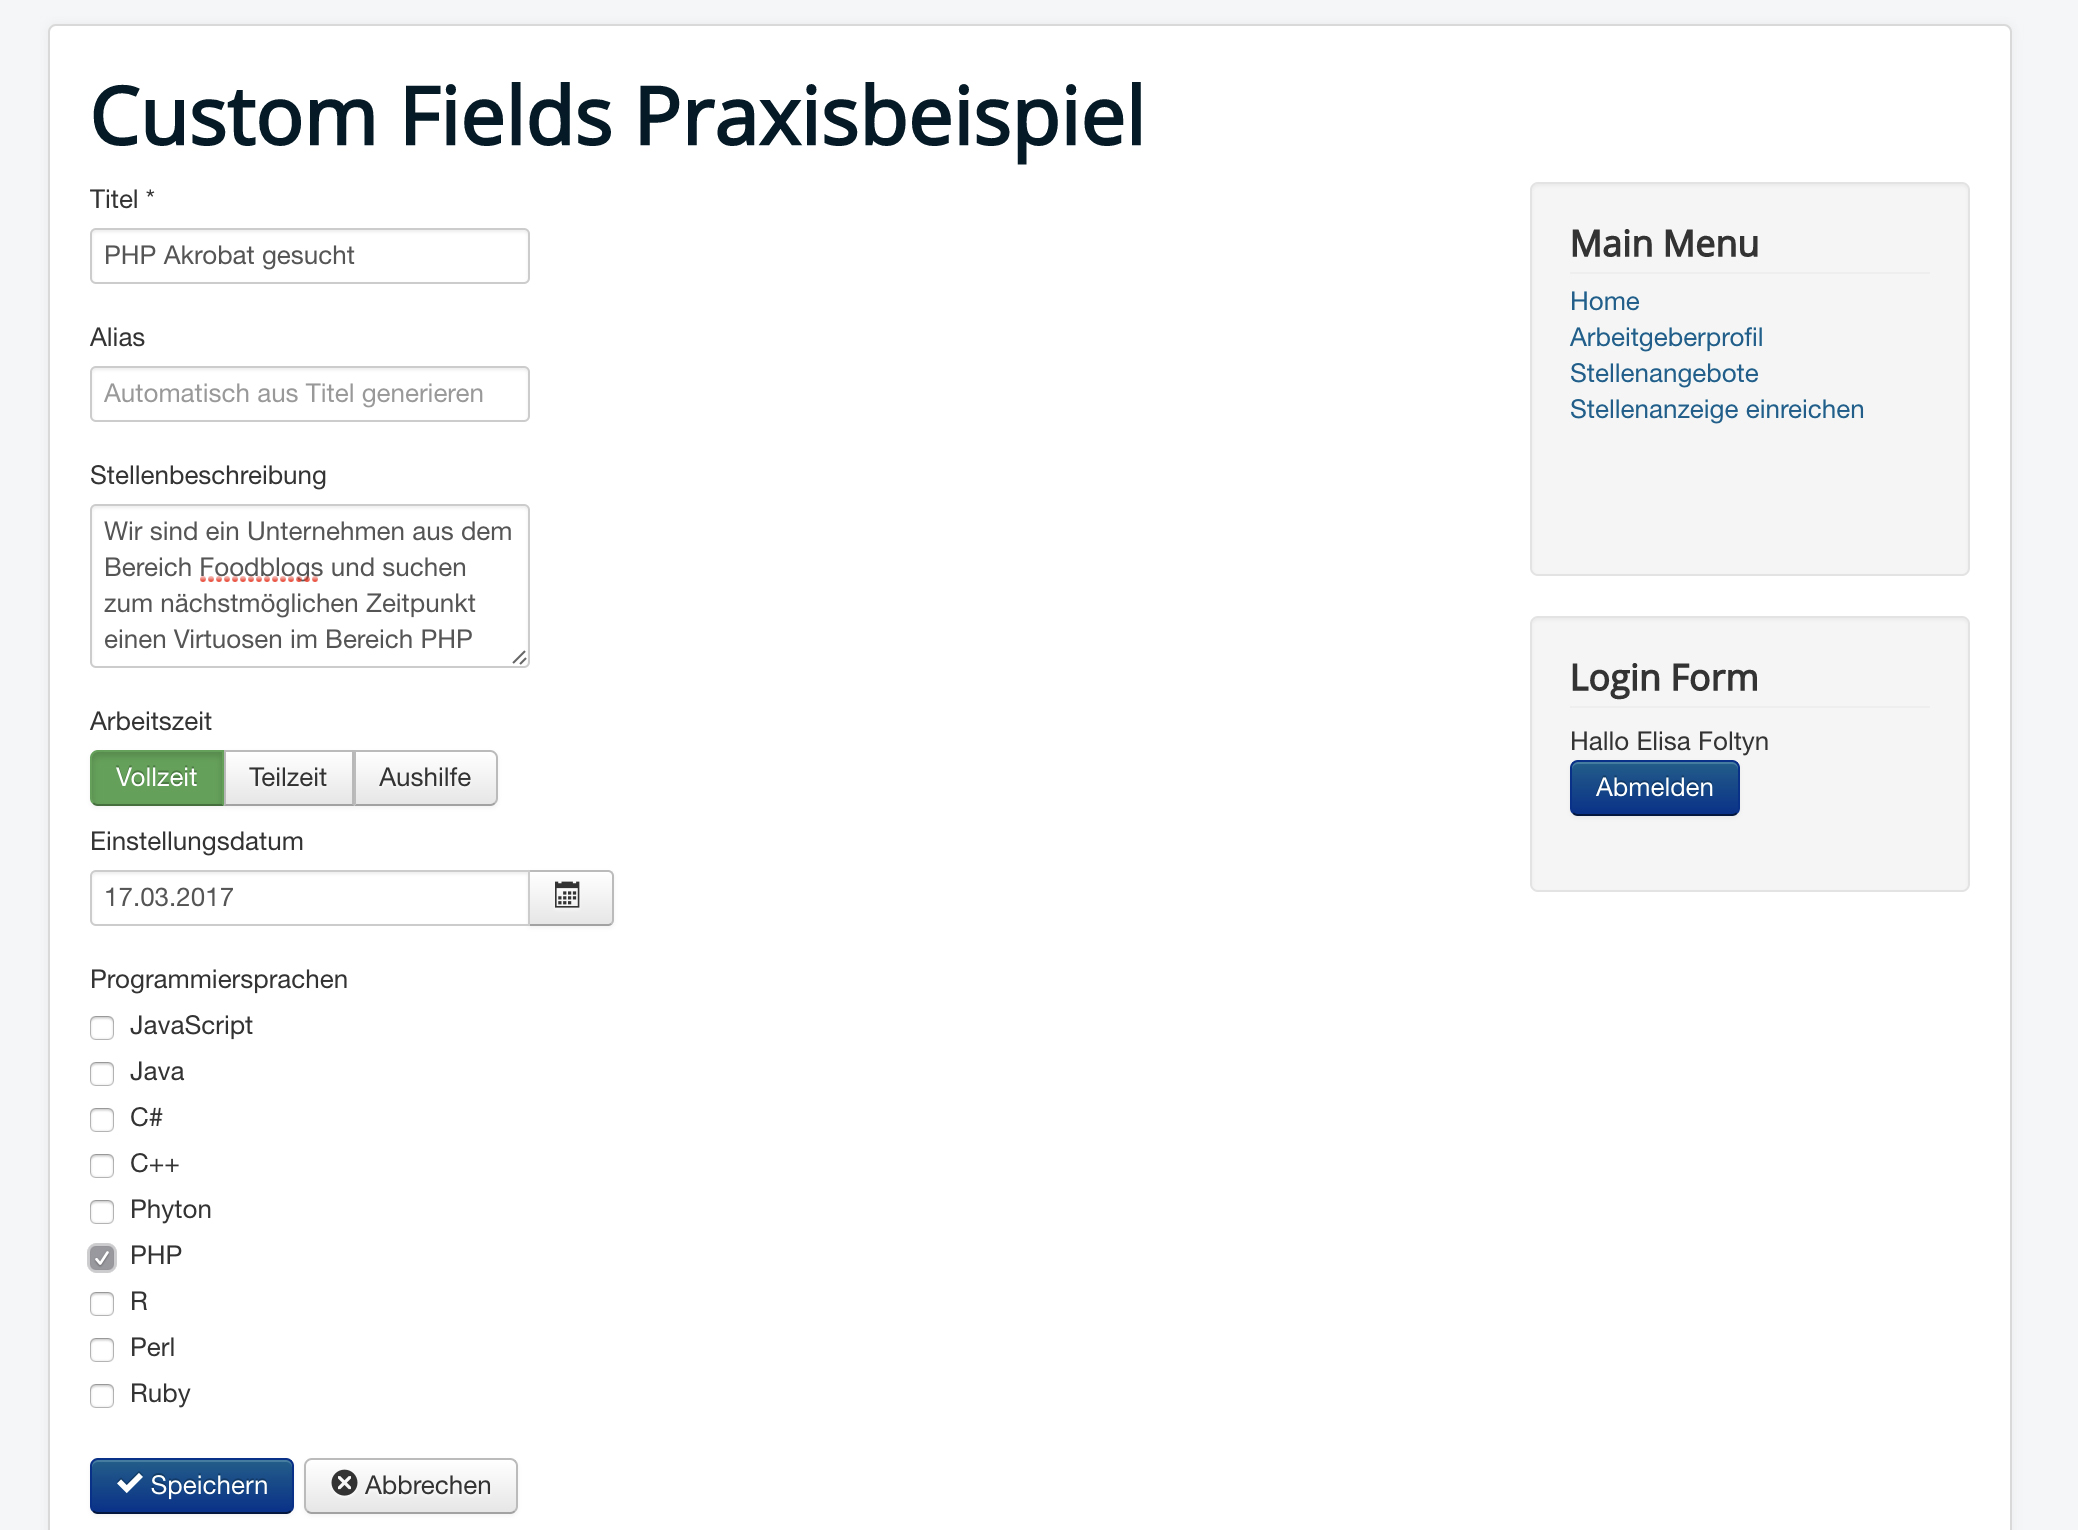 Custom Fields Praxisbeispiel
Titel *
PHP Akrobat gesucht
Alias
Automatisch aus Titel generieren
Stellenbeschreibung
Wir sind ein Unternehmen aus dem
Bereich Foodblogs und suchen
zum nächstmöglichen Zeitpunkt
einen Virtuosen im Bereich PHP
Arbeitszeit
Vollzeit Teilzeit Aushilfe
Einstellungsdatum
17.03.2017
Programmiersprachen
JavaScript
Java
C#
C++
Phyton
PHP
R
Perl
Ruby
Speichern Abbrechen
Main Menu
Home
Arbeitgeberprofil
Stellenangebote
Stellenanzeige einreichen
Login Form
Hallo Elisa Foltyn
Abmelden